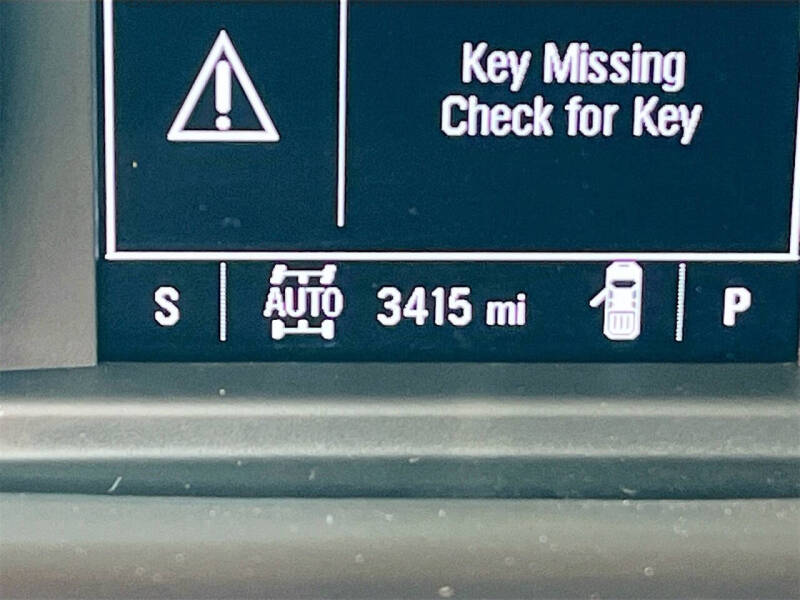 Key Missing
Check for Key
S AUTO 3415 mi P